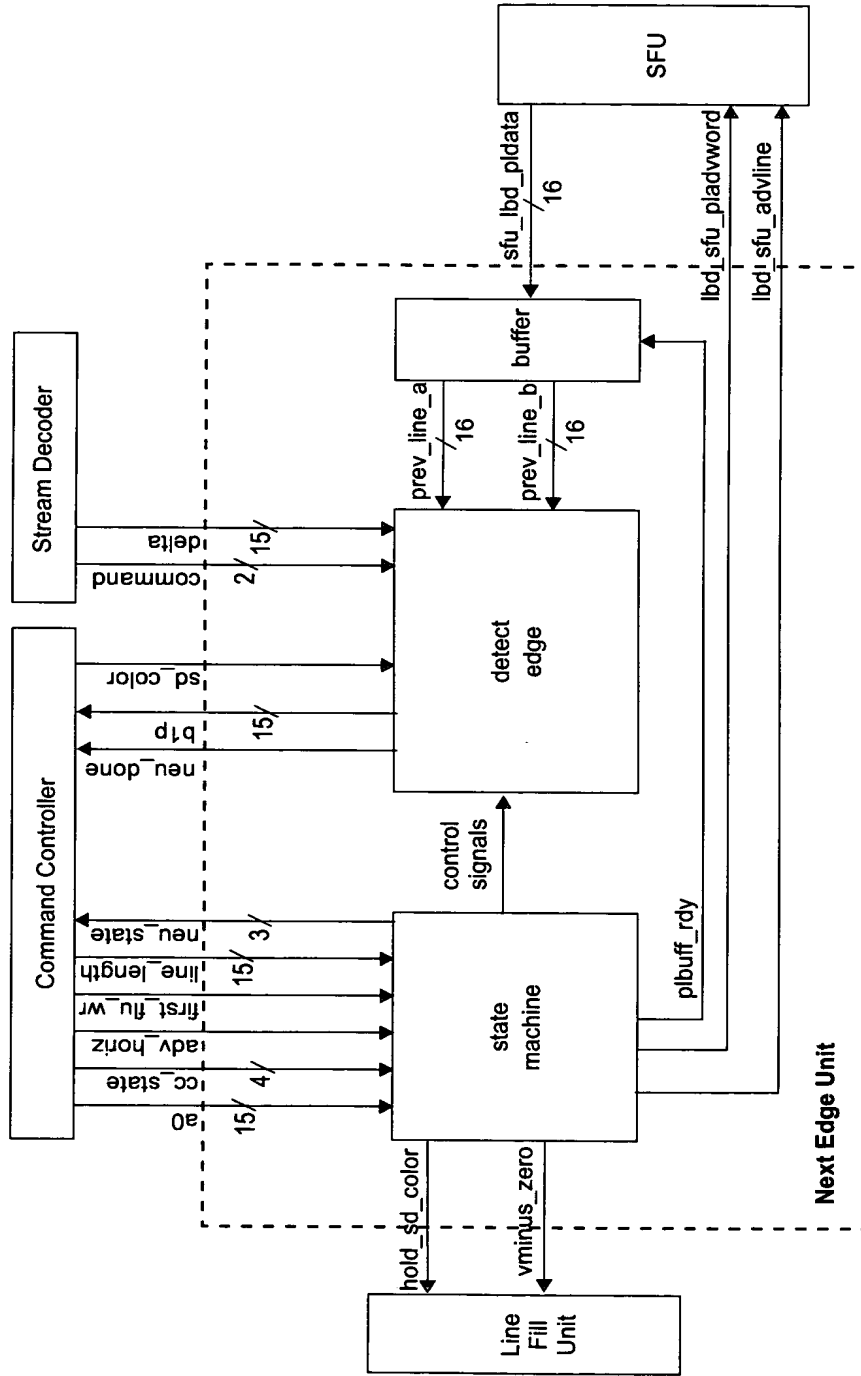 Command Controller
Stream Decoder
a0
15
cc_state
4
adv_horiz
first_flu_wr
line_length
15
neu_state
3
neu_done
b1p
15
sd_color
command
2
delta
15
hold_sd_color
vminus_zero
Line
Fill
Unit
state
machine
control
signals
detect
edge
prev_line_a
16
prev_line_b
16
buffer
sfu_lbd_pldata
16
SFU
plbuff_rdy
lbd_sfu_pladvword
lbd_sfu_advline
Next Edge Unit